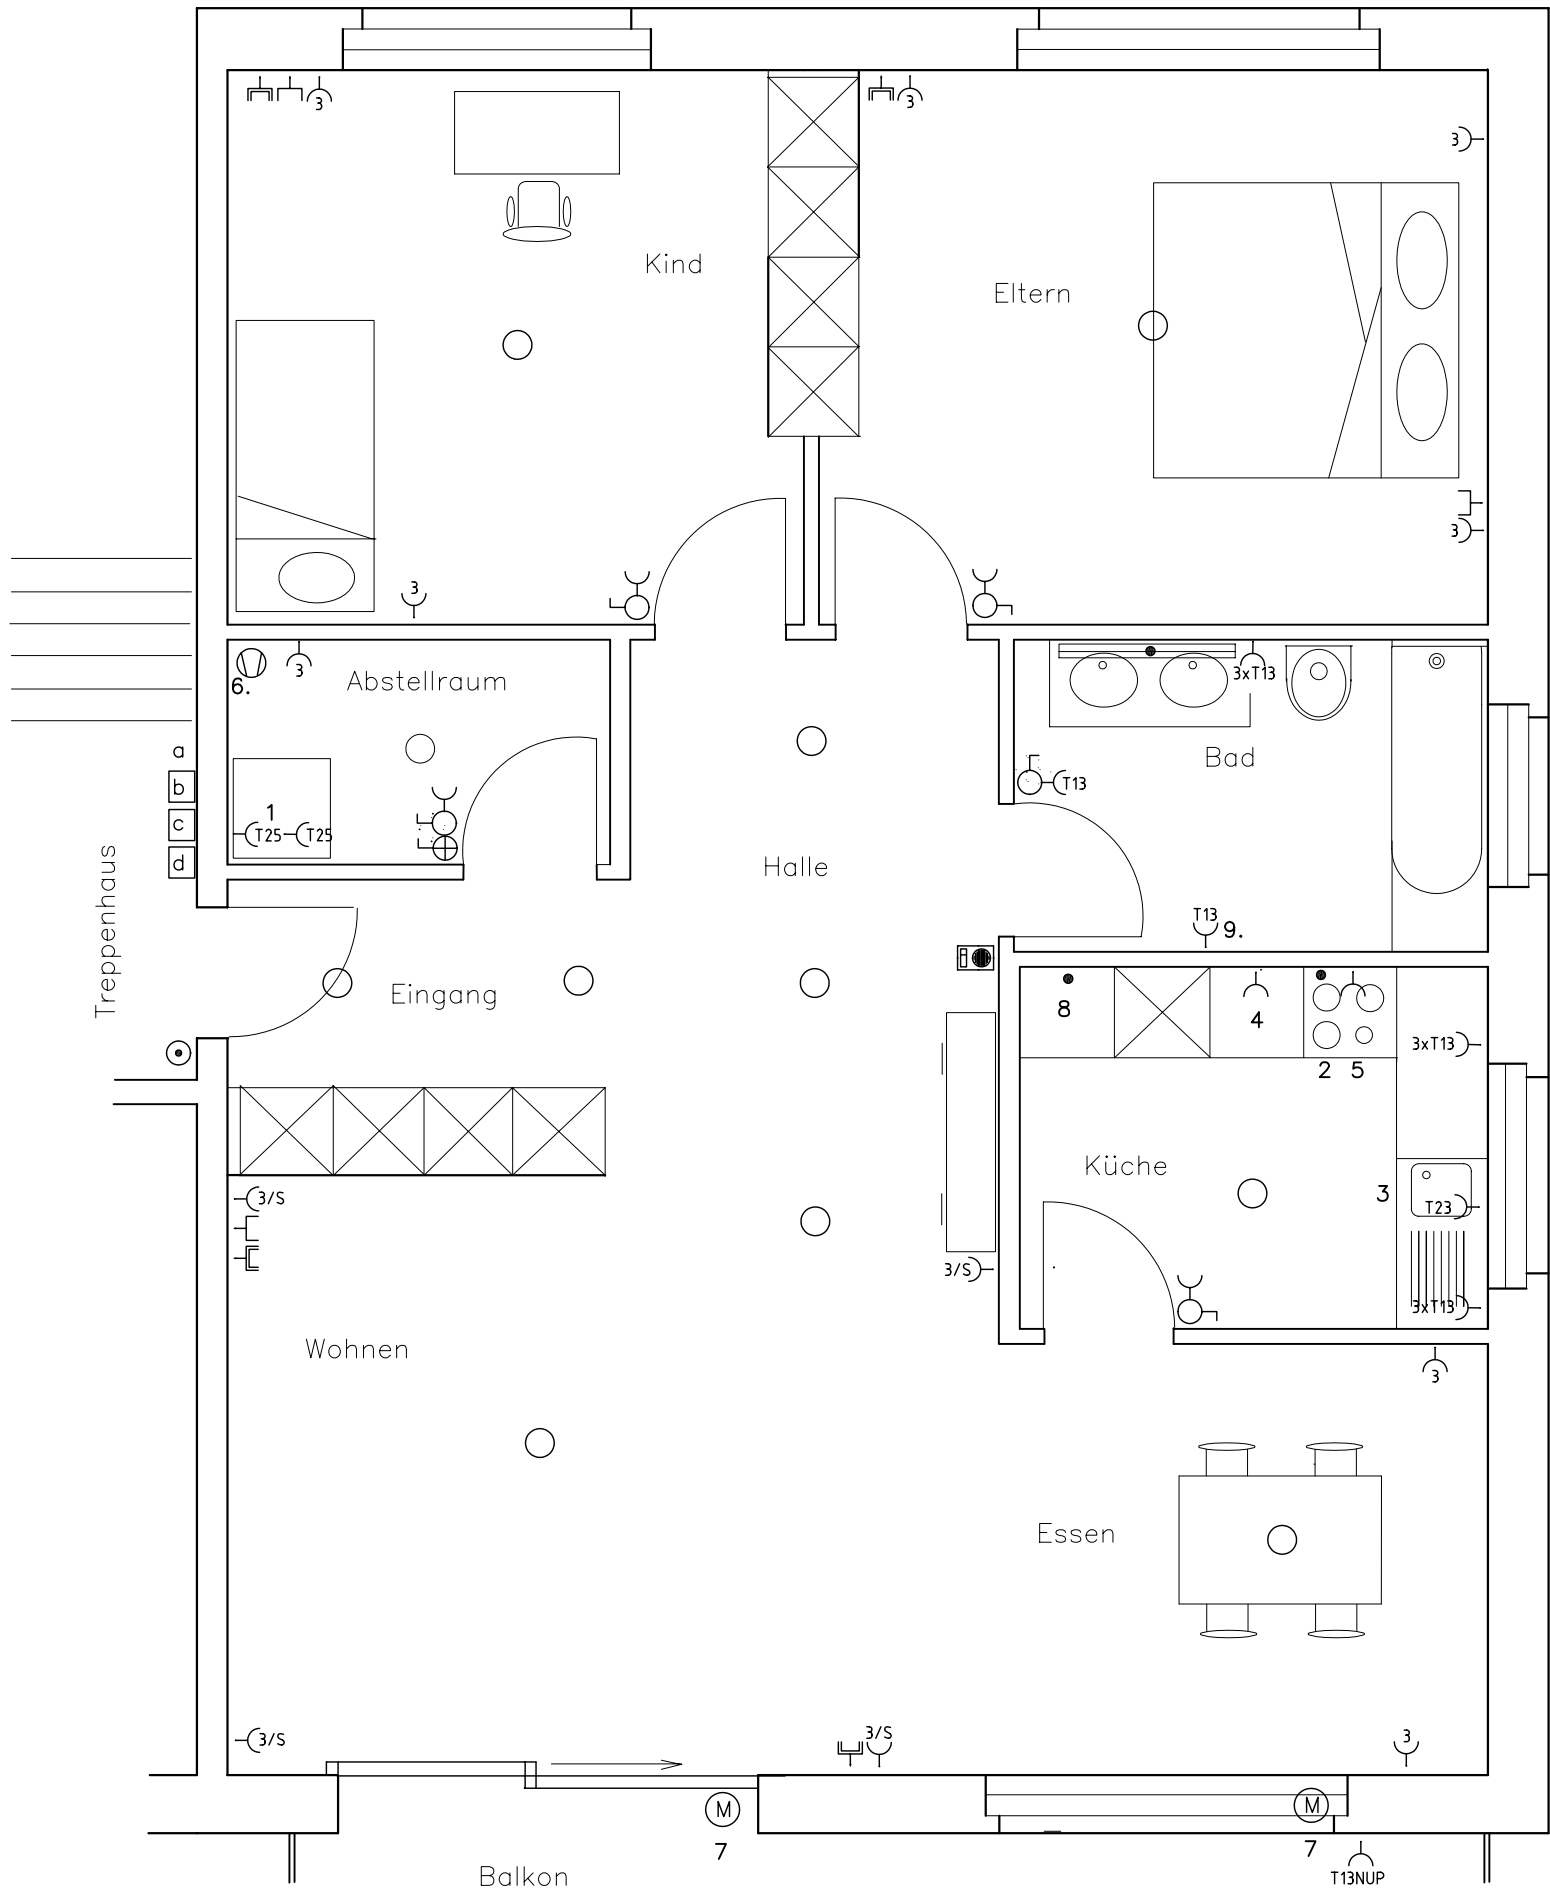 3
3
3
Kind
Eltern
3
3
3
Abstellraum
3xT13
6.
a
Bad
b
T13
1
c
T25
T25
d
Halle
Treppenhaus
T13
9.
Eingang
8
4
3xT13
2
5
Küche
3
3/S
T23
3/S
3xT13
Wohnen
3
Essen
3/S
3/S
3
M
M
7
7
Balkon
T13NUP